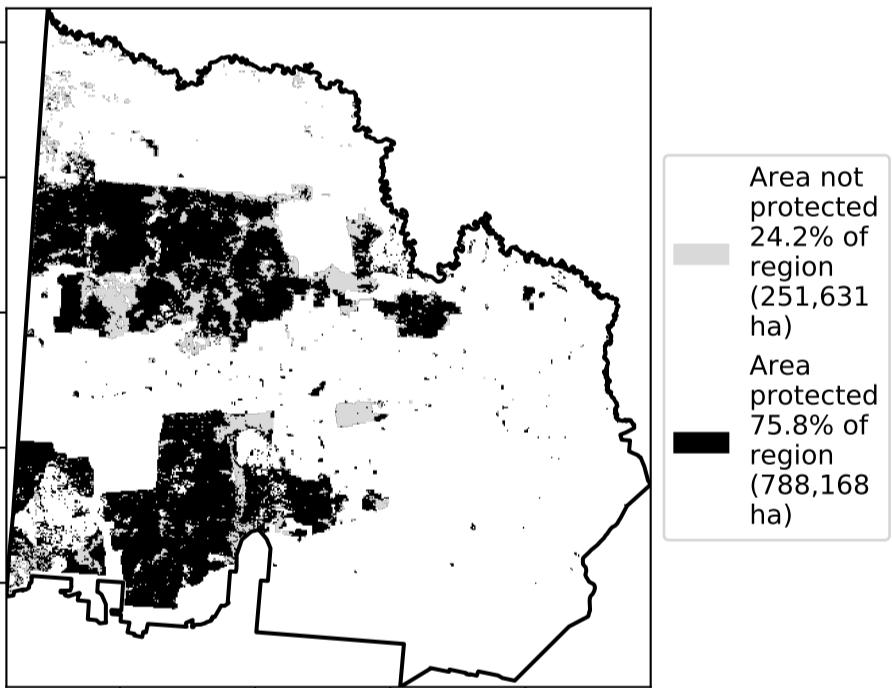 Area not
protected
24.2% of
region
(251,631
ha)
Area
protected
75.8% of
region
(788,168
ha)